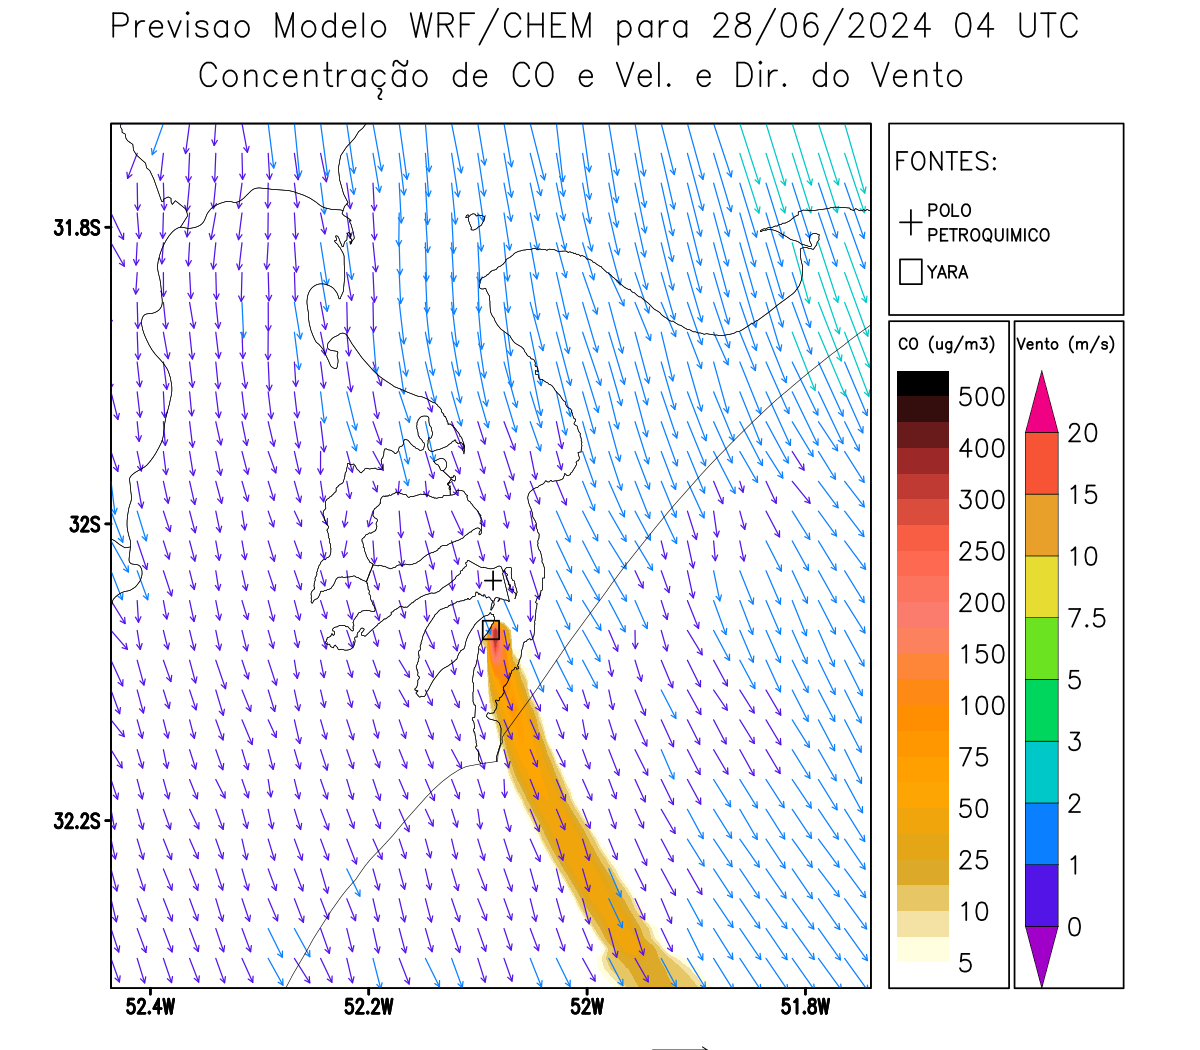 Previsao Modelo WRF/CHEM para 28/06/2024 04 UTC
Concentração de CO e Vel. e Dir. do Vento
FONTES:
POLO
PETROQUIMICO
YARA
CO (ug/m3)
500
400
300
250
200
150
100
75
50
25
10
5
Vento (m/s)
20
15
10
7.5
5
3
2
1
0
31.8S
32S
32.2S
52.4W
52.2W
52W
51.8W